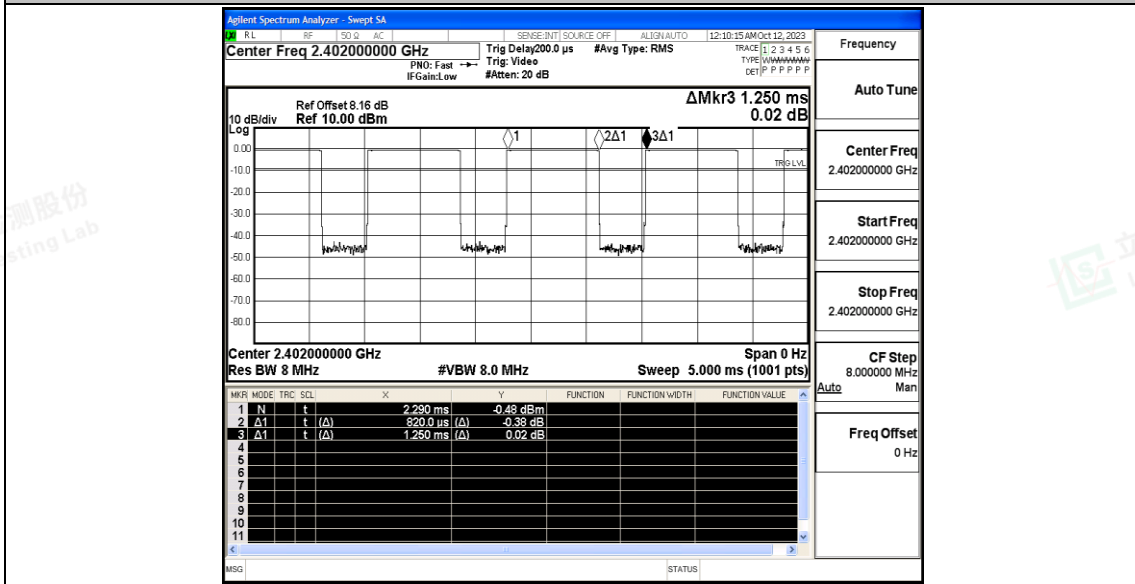 Agilent Spectrum Analyzer - Swept SA
RL RF 50 Ω AC SENSE:INT SOURCE OFF ALIGN AUTO 12:10:15 AM Oct 12, 2023
Center Freq 2.402000000 GHz
PNO: Fast
IFGain:Low
Trig Delay200.0 µs
Trig: Video
#Atten: 20 dB
#Avg Type: RMS
TRACE 1 2 3 4 5 6
TYPE
DET P P P P P P
Ref Offset 8.16 dB
10 dB/div Ref 10.00 dBm
ΔMkr3 1.250 ms
0.02 dB
Log
1
2Δ1
3Δ1
TRIG LVL
0.00
-10.0
-20.0
-30.0
-40.0
-50.0
-60.0
-70.0
-80.0
Center 2.402000000 GHz Span 0 Hz
Res BW 8 MHz #VBW 8.0 MHz Sweep 5.000 ms (1001 pts)
MKR MODE TRC SCL X Y FUNCTION FUNCTION WIDTH FUNCTION VALUE
1 N t 2.290 ms -0.48 dBm
2 Δ1 t (Δ) 820.0 µs (Δ) -0.38 dB
3 Δ1 t (Δ) 1.250 ms (Δ) 0.02 dB
4
5
6
7
8
9
10
11
MSG STATUS
Frequency
Auto Tune
Center Freq
2.402000000 GHz
Start Freq
2.402000000 GHz
Stop Freq
2.402000000 GHz
CF Step
8.000000 MHz
Auto Man
Freq Offset
0 Hz
测股份
sting Lab
立